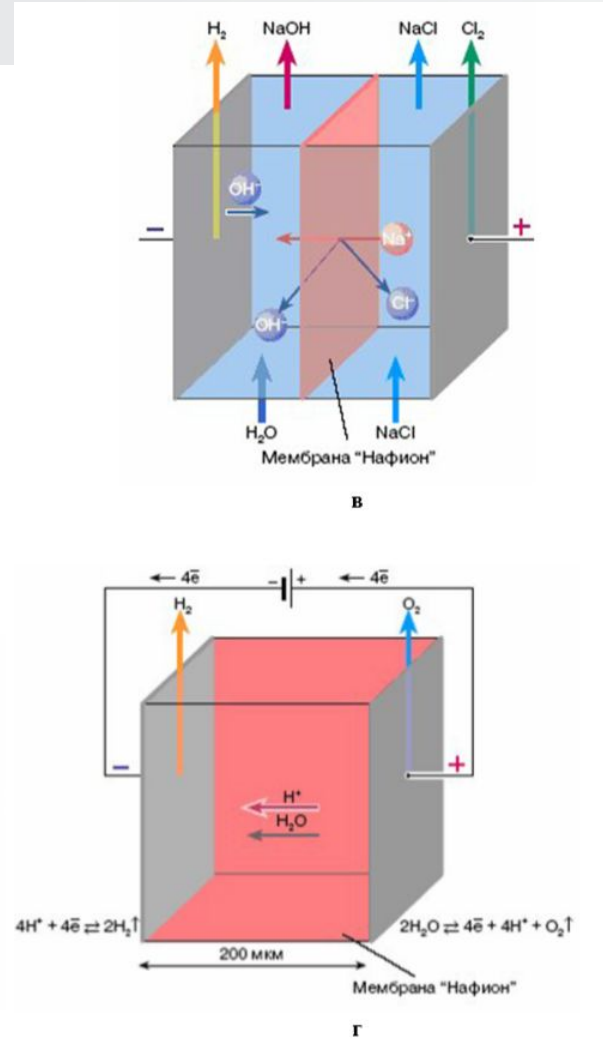 H₂ NaOH NaCl Cl₂
OH⁻
− +
Na⁺
Cl⁻
OH⁻
H₂O NaCl
Мембрана “Нафион”
в
4ē − + 4ē
H₂ O₂
− +
H⁺
H₂O
4H⁺ + 4ē ⇄ 2H₂↑ 2H₂O ⇄ 4ē + 4H⁺ + O₂↑
200 мкм
Мембрана “Нафион”
г